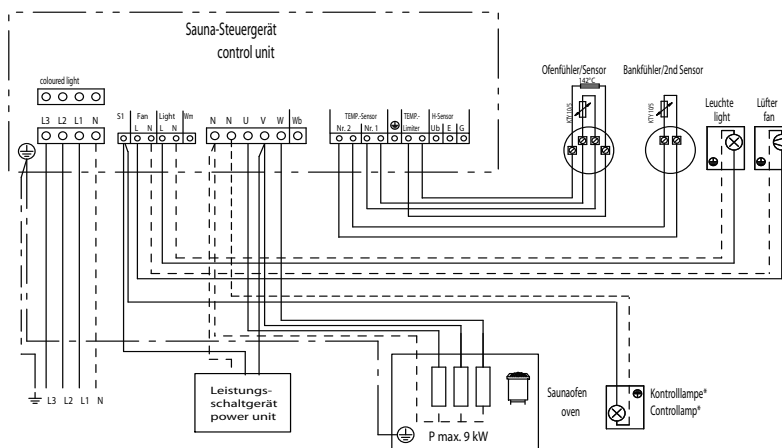 Sauna-Steuergerät
control unit
coloured light
L3 L2 L1 N
S1 Fan Light Wm
L N L N
N N U V W Wb
TEMP.-Sensor
Nr. 2 Nr. 1
TEMP.-
Limiter
H-Sensor
Ub E G
Ofenfühler/Sensor
142°C
KTY 10/5
Bankfühler/2nd Sensor
KTY 10/5
Leuchte
light
Lüfter
fan
L3 L2 L1 N
Leistungs-
schaltgerät
power unit
P max. 9 kW
Saunaofen
oven
Kontrolllampe*
Controllamp*